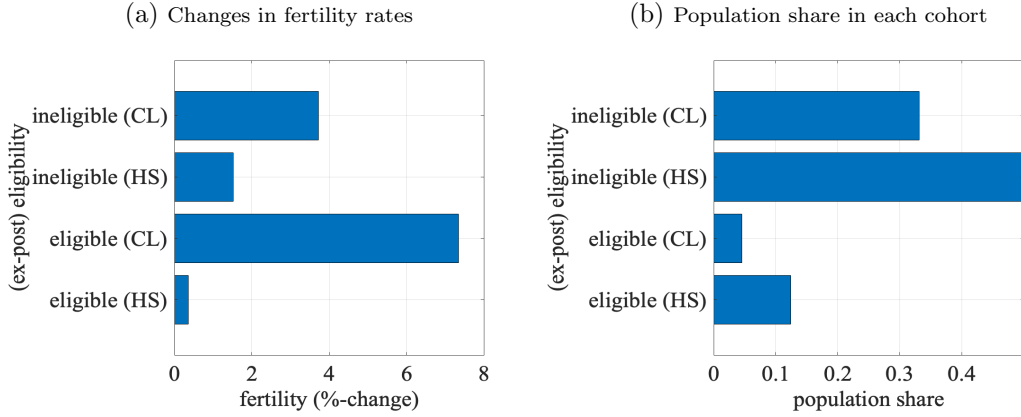 (a) Changes in fertility rates
ineligible (CL)
ineligible (HS)
eligible (CL)
eligible (HS)
(ex-post) eligibility
0 2 4 6 8
fertility (%-change)
(b) Population share in each cohort
ineligible (CL)
ineligible (HS)
eligible (CL)
eligible (HS)
(ex-post) eligibility
0 0.1 0.2 0.3 0.4
population share